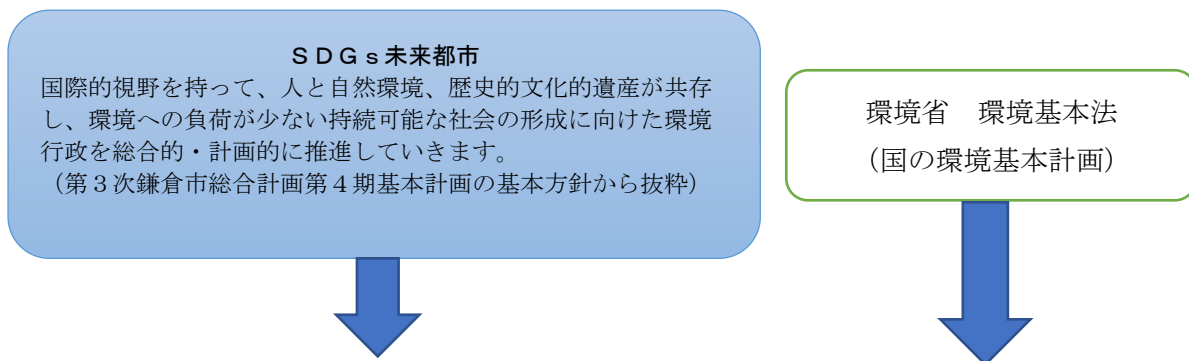 ＳＤＧｓ未来都市
国際的視野を持って、人と自然環境、歴史的文化的遺産が共存
し、環境への負荷が少ない持続可能な社会の形成に向けた環境
行政を総合的・計画的に推進していきます。
（第３次鎌倉市総合計画第４期基本計画の基本方針から抜粋）
環境省　環境基本法
（国の環境基本計画）